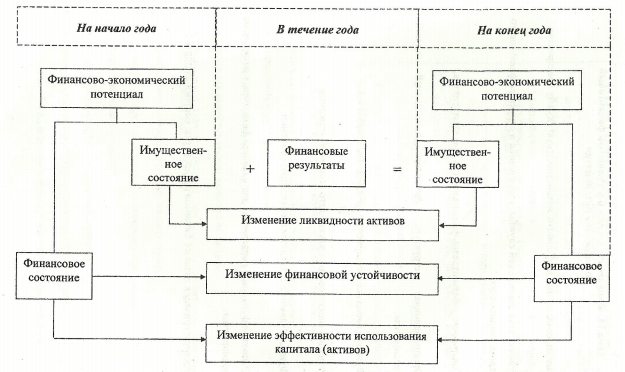 На начало года
В течение года
На конец года
Финансово-экономический
потенциал
Финансово-экономический
потенциал
Имуществен-
ное
состояние
+
Финансовые
результаты
=
Имуществен-
ное
состояние
Изменение ликвидности активов
Финансовое
состояние
Изменение финансовой устойчивости
Финансовое
состояние
Изменение эффективности использования
капитала (активов)